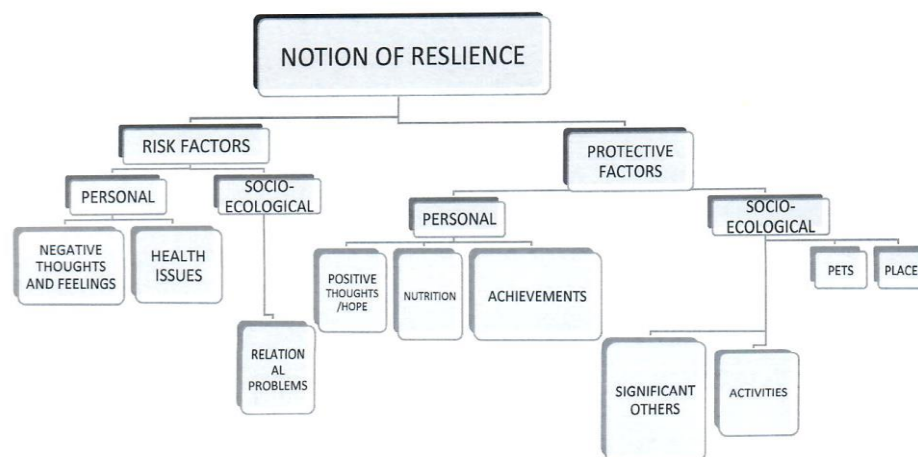 NOTION OF RESLIENCE
RISK FACTORS
PROTECTIVE
FACTORS
PERSONAL
SOCIO-
ECOLOGICAL
PERSONAL
SOCIO-
ECOLOGICAL
NEGATIVE
THOUGHTS
AND FEELINGS
HEALTH
ISSUES
POSITIVE
THOUGHTS
/HOPE
NUTRITION
ACHIEVEMENTS
PETS
PLACE
RELATION
AL
PROBLEMS
SIGNIFICANT
OTHERS
ACTIVITIES